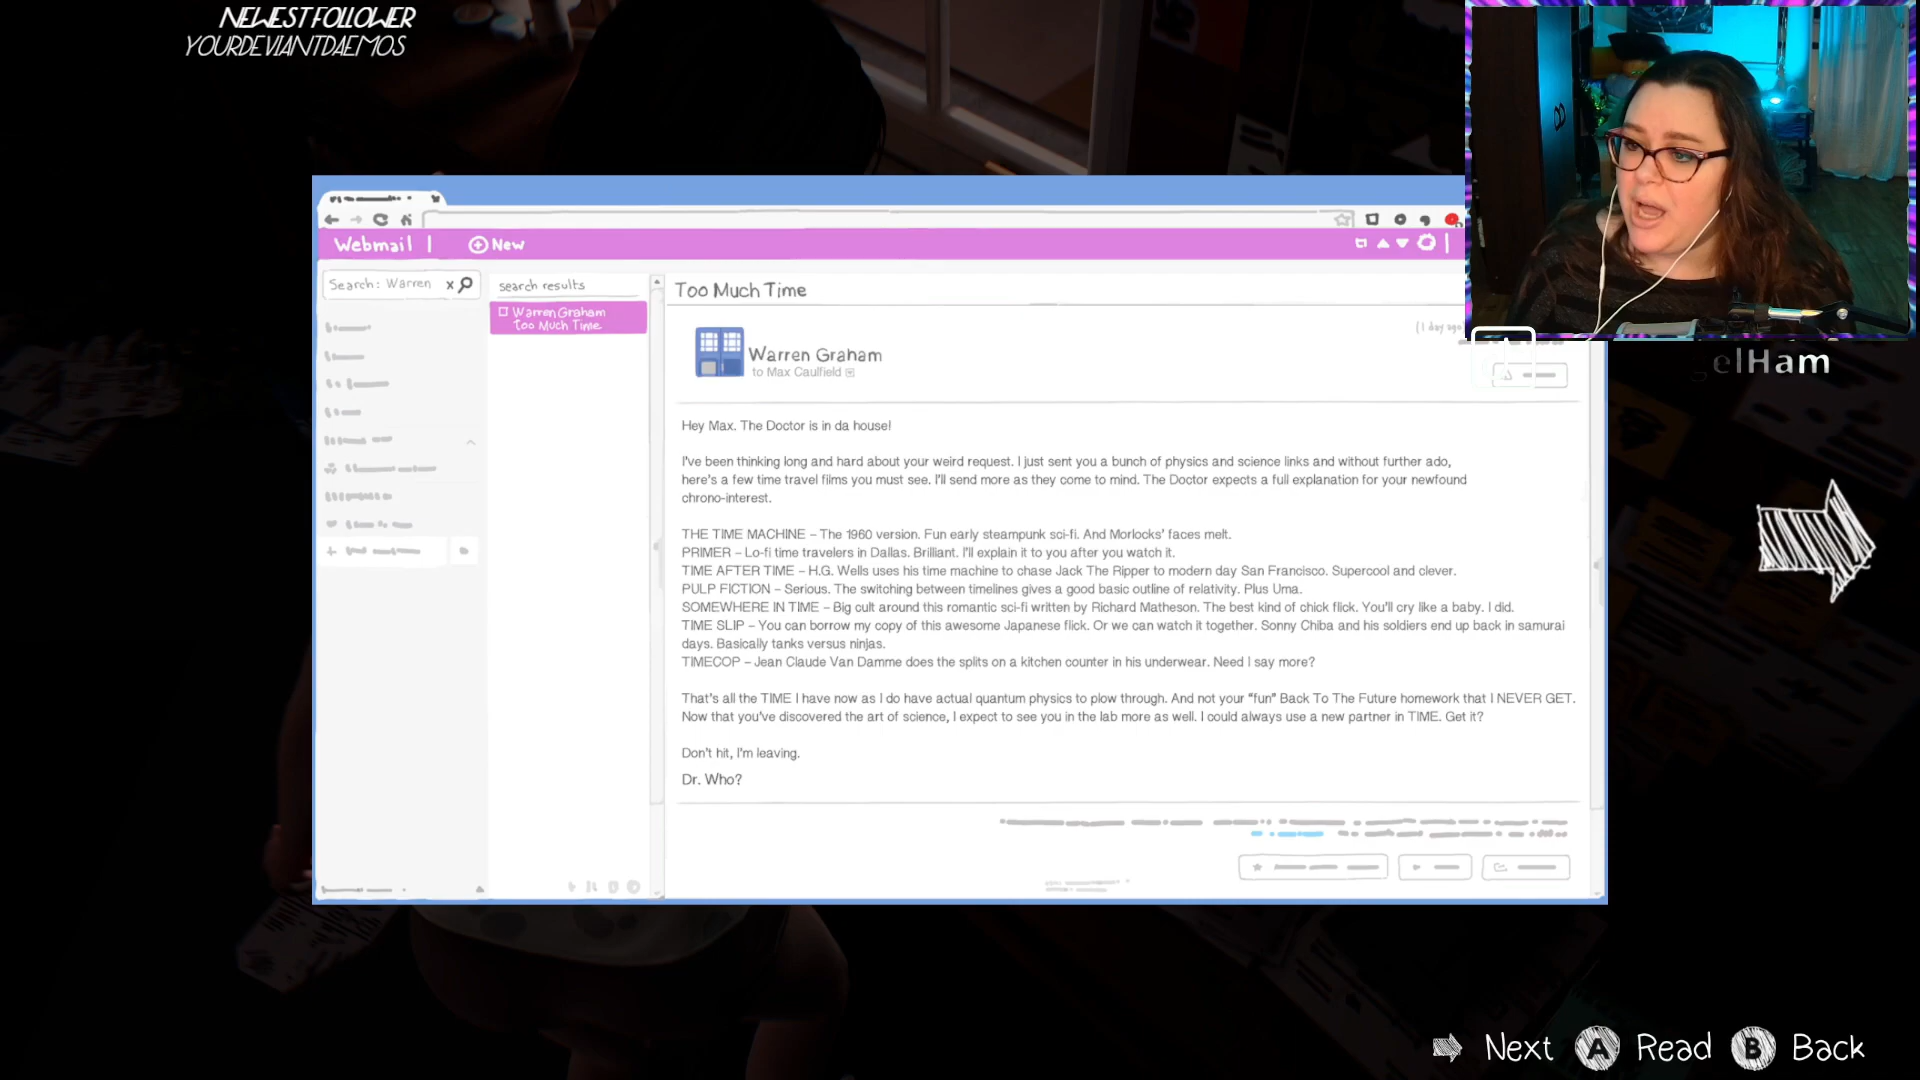 NEWEST FOLLOWER
YOURDEVIANTDAEMOS
Webmail |
New
Search: Warren x
search results
Warren Graham
Too Much Time
Too Much Time
(1 day ago
Warren Graham
to Max Caulfield
elHam
Hey Max. The Doctor is in da house!
I've been thinking long and hard about your weird request. I just sent you a bunch of physics and science links and without further ado,
here's a few time travel films you must see. I'll send more as they come to mind. The Doctor expects a full explanation for your newfound
chrono-interest.
THE TIME MACHINE – The 1960 version. Fun early steampunk sci-fi. And Morlocks' faces melt.
PRIMER – Lo-fi time travelers in Dallas. Brilliant. I'll explain it to you after you watch it.
TIME AFTER TIME – H.G. Wells uses his time machine to chase Jack The Ripper to modern day San Francisco. Supercool and clever.
PULP FICTION – Serious. The switching between timelines gives a good basic outline of relativity. Plus Uma.
SOMEWHERE IN TIME – Big cult around this romantic sci-fi written by Richard Matheson. The best kind of chick flick. You'll cry like a baby. I did.
TIME SLIP – You can borrow my copy of this awesome Japanese flick. Or we can watch it together. Sonny Chiba and his soldiers end up back in samurai
days. Basically tanks versus ninjas.
TIMECOP – Jean Claude Van Damme does the splits on a kitchen counter in his underwear. Need I say more?
That's all the TIME I have now as I do have actual quantum physics to plow through. And not your “fun” Back To The Future homework that I NEVER GET.
Now that you've discovered the art of science, I expect to see you in the lab more as well. I could always use a new partner in TIME. Get it?
Don't hit, I'm leaving.
Dr. Who?
Next A Read B Back